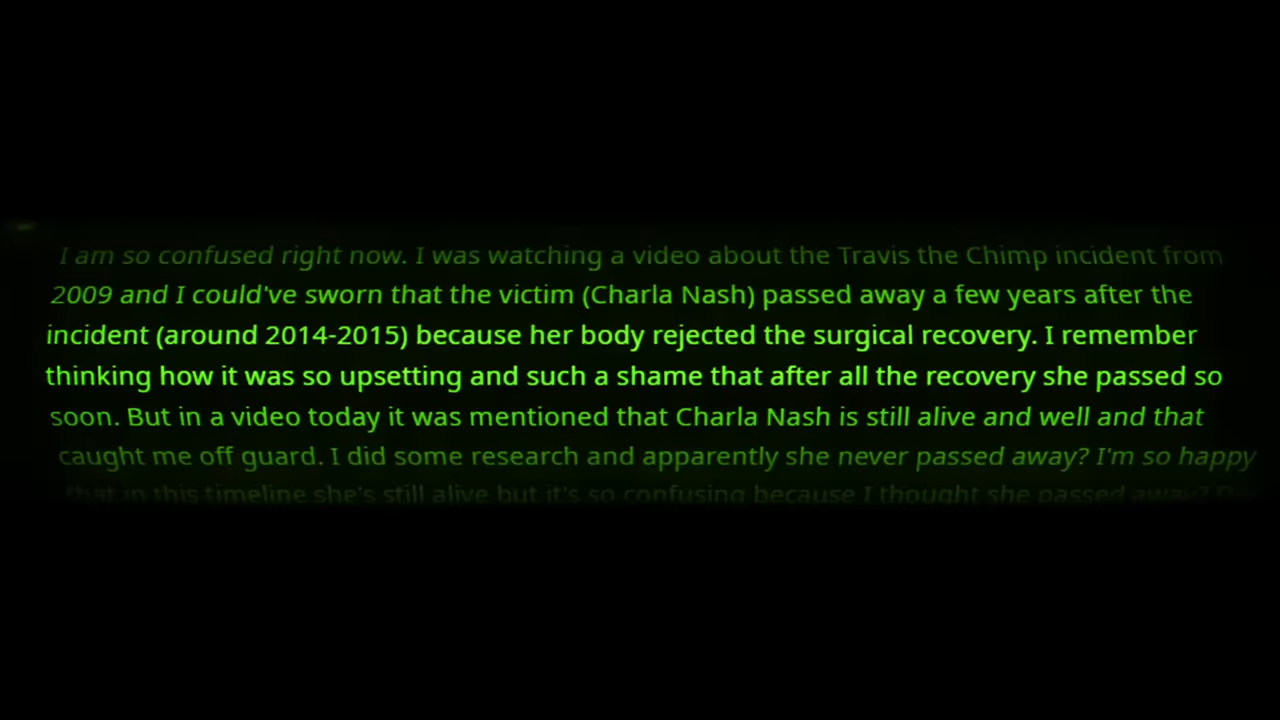 I am so confused right now. I was watching a video about the Travis the Chimp incident from
2009 and I could've sworn that the victim (Charla Nash) passed away a few years after the
incident (around 2014-2015) because her body rejected the surgical recovery. I remember
thinking how it was so upsetting and such a shame that after all the recovery she passed so
soon. But in a video today it was mentioned that Charla Nash is still alive and well and that
caught me off guard. I did some research and apparently she never passed away? I'm so happy
that in this timeline she's still alive but it's so confusing because I thought she passed away?